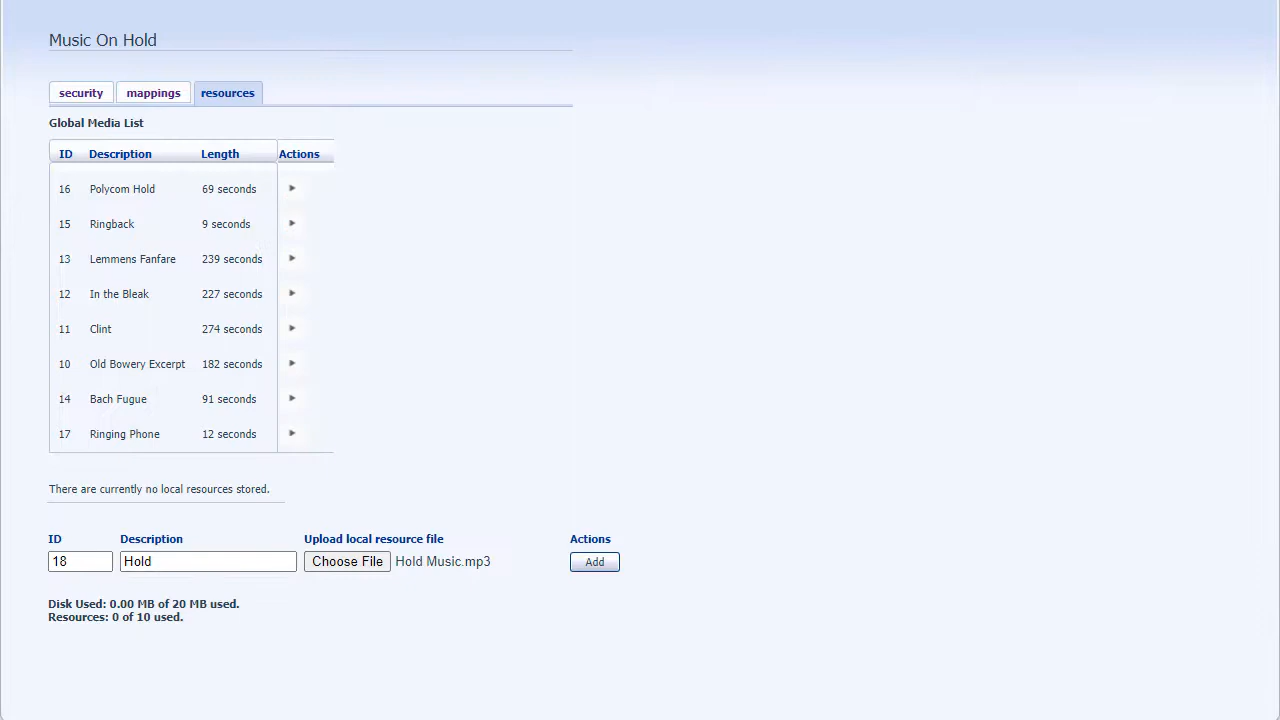 Music On Hold
security mappings resources
Global Media List
ID Description Length Actions
16 Polycom Hold 69 seconds
15 Ringback 9 seconds
13 Lemmens Fanfare 239 seconds
12 In the Bleak 227 seconds
11 Clint 274 seconds
10 Old Bowery Excerpt 182 seconds
14 Bach Fugue 91 seconds
17 Ringing Phone 12 seconds
There are currently no local resources stored.
ID Description Upload local resource file Actions
18 Hold Choose File Hold Music.mp3 Add
Disk Used: 0.00 MB of 20 MB used.
Resources: 0 of 10 used.